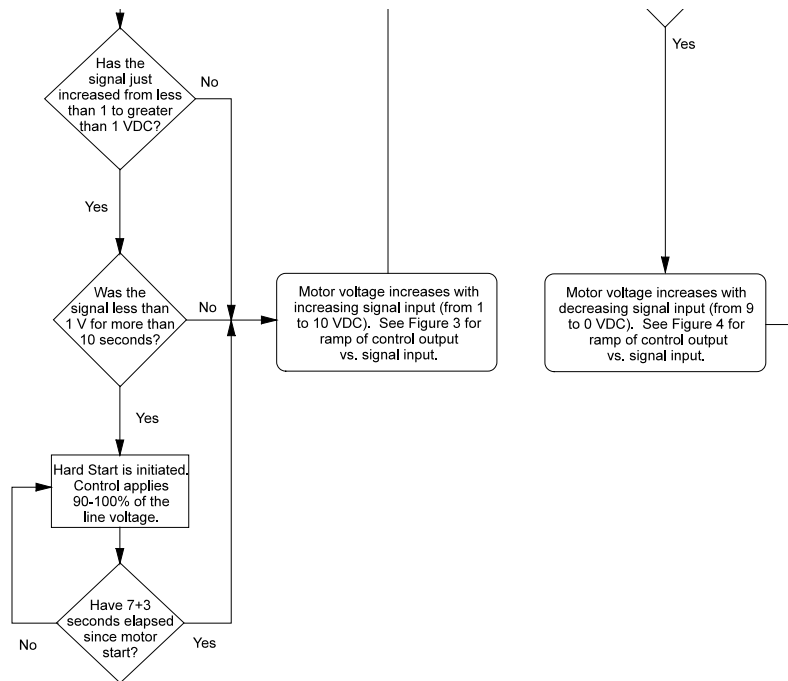 Has the
signal just
increased from less
than 1 to greater
than 1 VDC?
No
Yes
Was the
signal less than
1 V for more than
10 seconds?
No
Yes
Hard Start is initiated.
Control applies
90-100% of the
line voltage.
Have 7+3
seconds elapsed
since motor
start?
No
Yes
Motor voltage increases with
increasing signal input (from 1
to 10 VDC).  See Figure 3 for
ramp of control output
vs. signal input.
Yes
Motor voltage increases with
decreasing signal input (from 9
to 0 VDC).  See Figure 4 for
ramp of control output
vs. signal input.